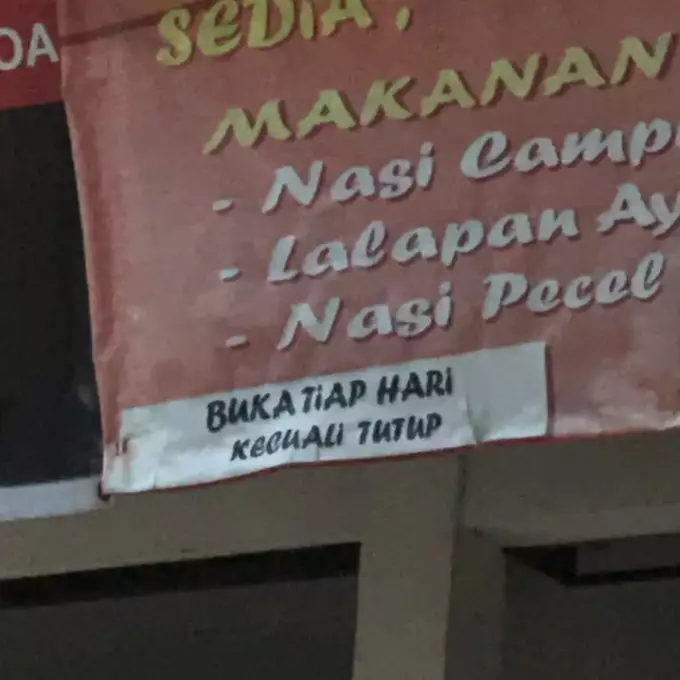 OA
SEDIA :
MAKANAN
- Nasi Camp
- Lalapan Ay
- Nasi Pecel
BUKA TiAP HARi
KECUALi TUTUP